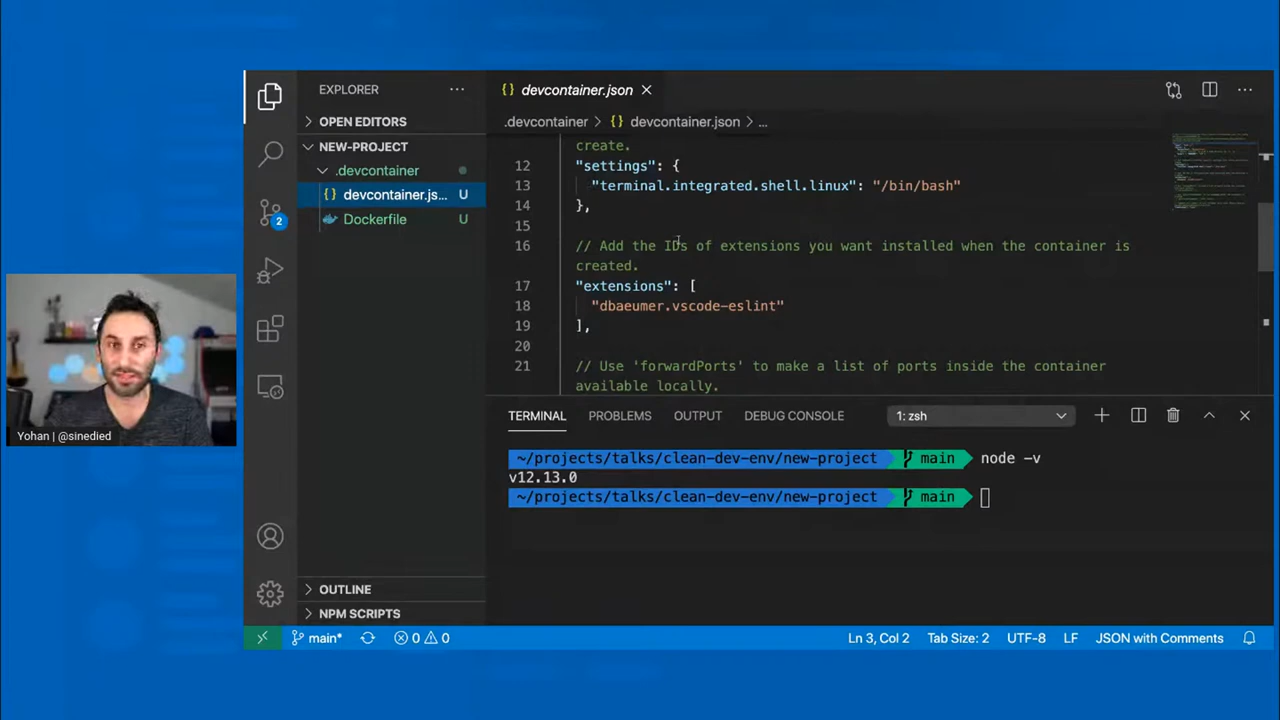 EXPLORER
OPEN EDITORS
NEW-PROJECT
.devcontainer
devcontainer.js... U
Dockerfile U
2
OUTLINE
NPM SCRIPTS
devcontainer.json
.devcontainer > {} devcontainer.json > ...
create.
12 "settings": {
13 "terminal.integrated.shell.linux": "/bin/bash"
14 },
15
16 // Add the IDs of extensions you want installed when the container is
created.
17 "extensions": [
18 "dbaeumer.vscode-eslint"
19 ],
20
21 // Use 'forwardPorts' to make a list of ports inside the container
available locally.
TERMINAL PROBLEMS OUTPUT DEBUG CONSOLE 1: zsh
~/projects/talks/clean-dev-env/new-project main node -v
v12.13.0
~/projects/talks/clean-dev-env/new-project main
main* 0 0 Ln 3, Col 2 Tab Size: 2 UTF-8 LF JSON with Comments
Yohan | @sinedied